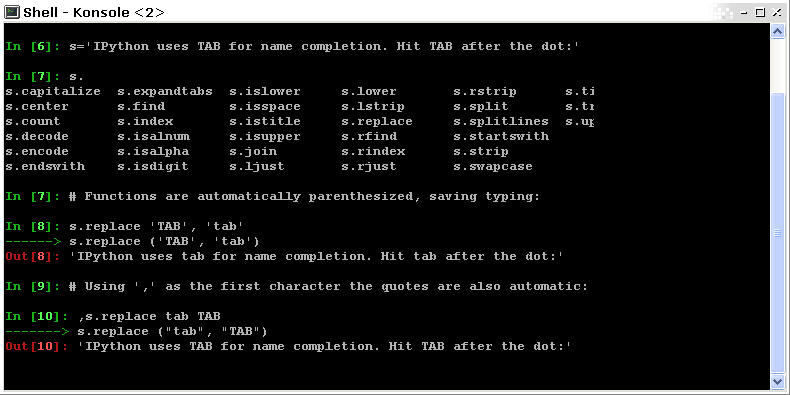 Shell - Konsole <2>
In [6]: s='IPython uses TAB for name completion. Hit TAB after the dot:'
In [7]: s.
s.capitalize s.expandtabs s.islower s.lower s.rstrip s.ti
s.center s.find s.isspace s.lstrip s.split s.tr
s.count s.index s.istitle s.replace s.splitlines s.up
s.decode s.isalnum s.isupper s.rfind s.startswith
s.encode s.isalpha s.join s.rindex s.strip
s.endswith s.isdigit s.ljust s.rjust s.swapcase
In [7]: # Functions are automatically parenthesized, saving typing:
In [8]: s.replace 'TAB', 'tab'
------> s.replace ('TAB', 'tab')
Out[8]: 'IPython uses tab for name completion. Hit tab after the dot:'
In [9]: # Using ',' as the first character the quotes are also automatic:
In [10]: ,s.replace tab TAB
-------> s.replace ("tab", "TAB")
Out[10]: 'IPython uses TAB for name completion. Hit TAB after the dot:'